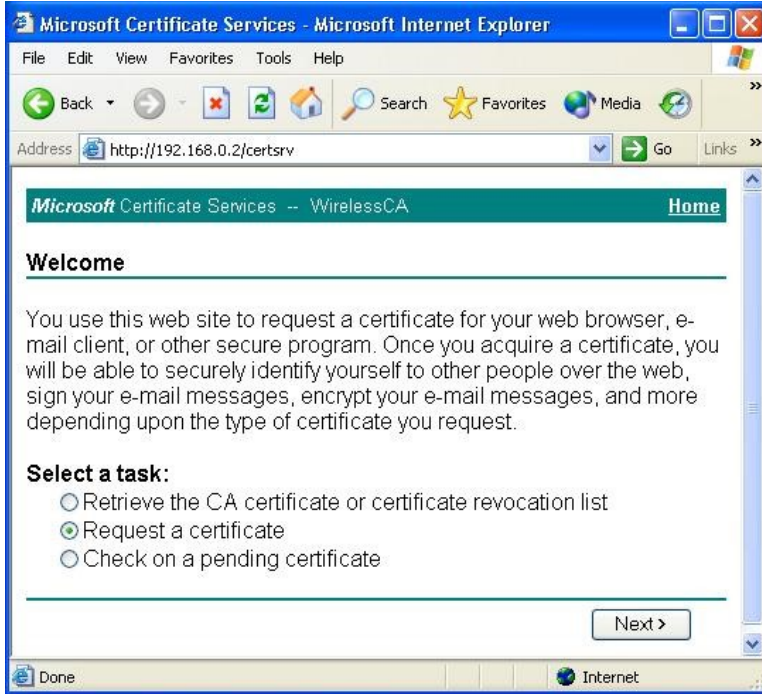 Microsoft Certificate Services - Microsoft Internet Explorer
File Edit View Favorites Tools Help
Back Search Favorites Media »
Address http://192.168.0.2/certsrv Go Links »
Microsoft Certificate Services -- WirelessCA Home
Welcome
You use this web site to request a certificate for your web browser, e-
mail client, or other secure program. Once you acquire a certificate, you
will be able to securely identify yourself to other people over the web,
sign your e-mail messages, encrypt your e-mail messages, and more
depending upon the type of certificate you request.
Select a task:
Retrieve the CA certificate or certificate revocation list
Request a certificate
Check on a pending certificate
Next >
Done Internet